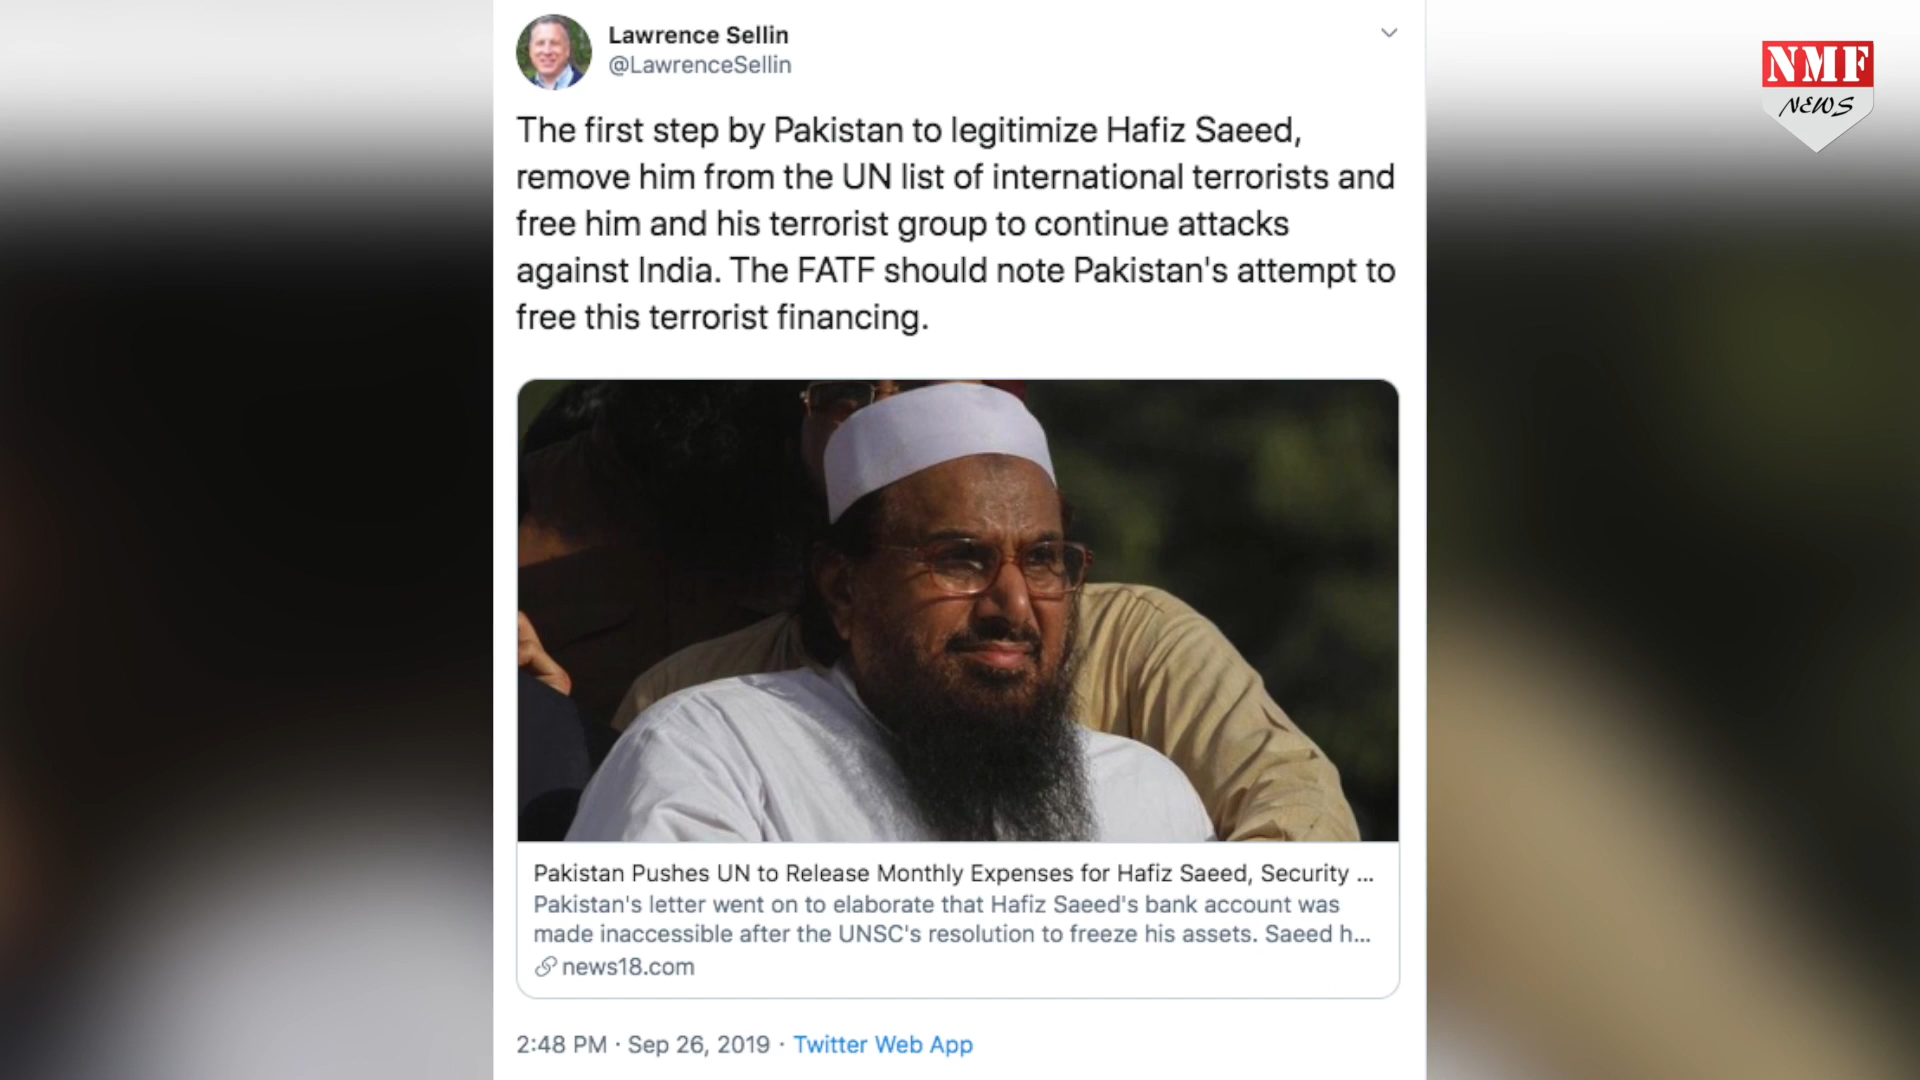 Lawrence Sellin
@LawrenceSellin
The first step by Pakistan to legitimize Hafiz Saeed,
remove him from the UN list of international terrorists and
free him and his terrorist group to continue attacks
against India. The FATF should note Pakistan's attempt to
free this terrorist financing.
Pakistan Pushes UN to Release Monthly Expenses for Hafiz Saeed, Security ...
Pakistan's letter went on to elaborate that Hafiz Saeed's bank account was
made inaccessible after the UNSC's resolution to freeze his assets. Saeed h...
news18.com
2:48 PM · Sep 26, 2019 · Twitter Web App
NMF
NEWS